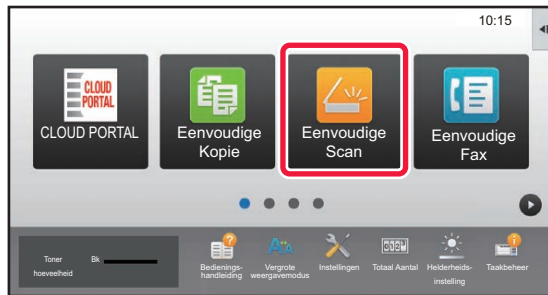 10:15
CLOUD
PORTAL
CLOUD PORTAL
Eenvoudige
Kopie
Eenvoudige
Scan
Eenvoudige
Fax
Toner
hoeveelheid
Bk
Bedienings-
handleiding
Vergrote
weergavemodus
Instellingen
Totaal Aantal
Helderheids-
instelling
Taakbeheer